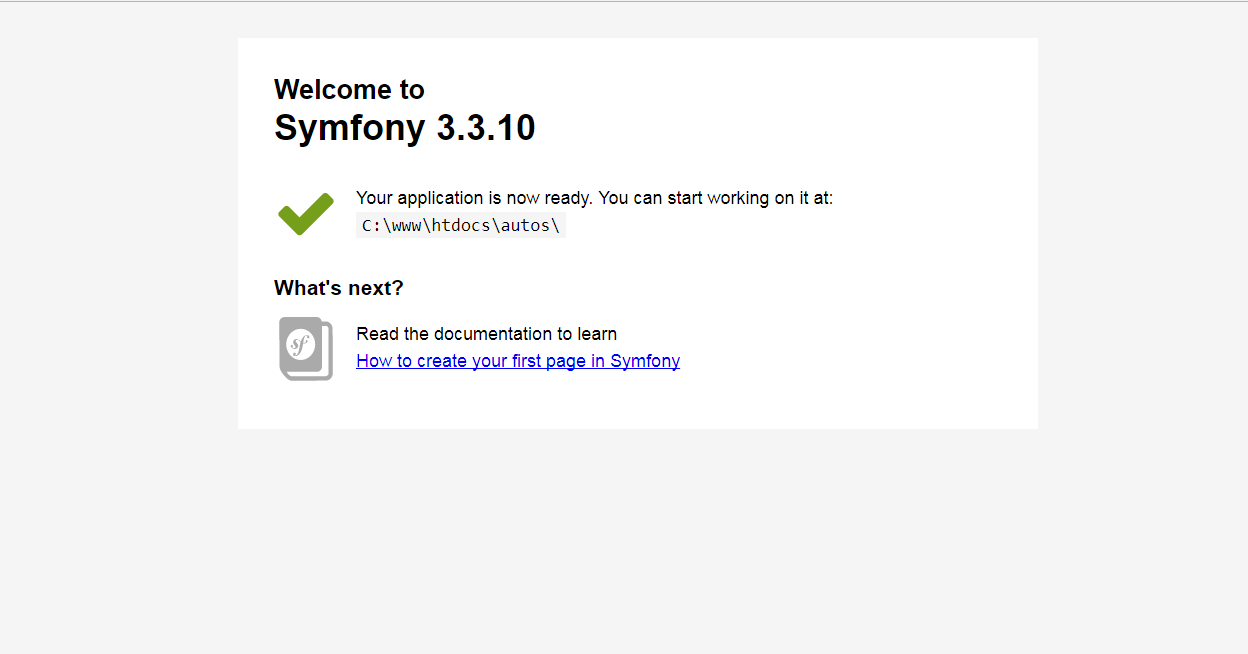 Welcome to
Symfony 3.3.10
Your application is now ready. You can start working on it at:
C:\www\htdocs\autos\
What's next?
sf
Read the documentation to learn
How to create your first page in Symfony